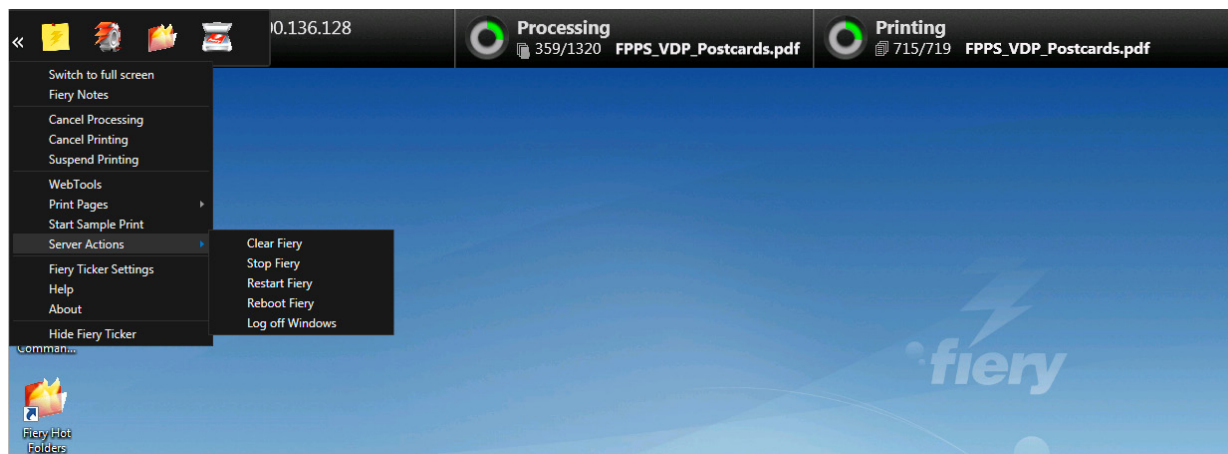 «
0.136.128
Processing
359/1320 FPPS_VDP_Postcards.pdf
Printing
715/719 FPPS_VDP_Postcards.pdf
Switch to full screen
Fiery Notes
Cancel Processing
Cancel Printing
Suspend Printing
WebTools
Print Pages
Start Sample Print
Server Actions
Clear Fiery
Stop Fiery
Restart Fiery
Reboot Fiery
Log off Windows
Fiery Ticker Settings
Help
About
Hide Fiery Ticker
Comman...
Fiery Hot
Folders
fiery